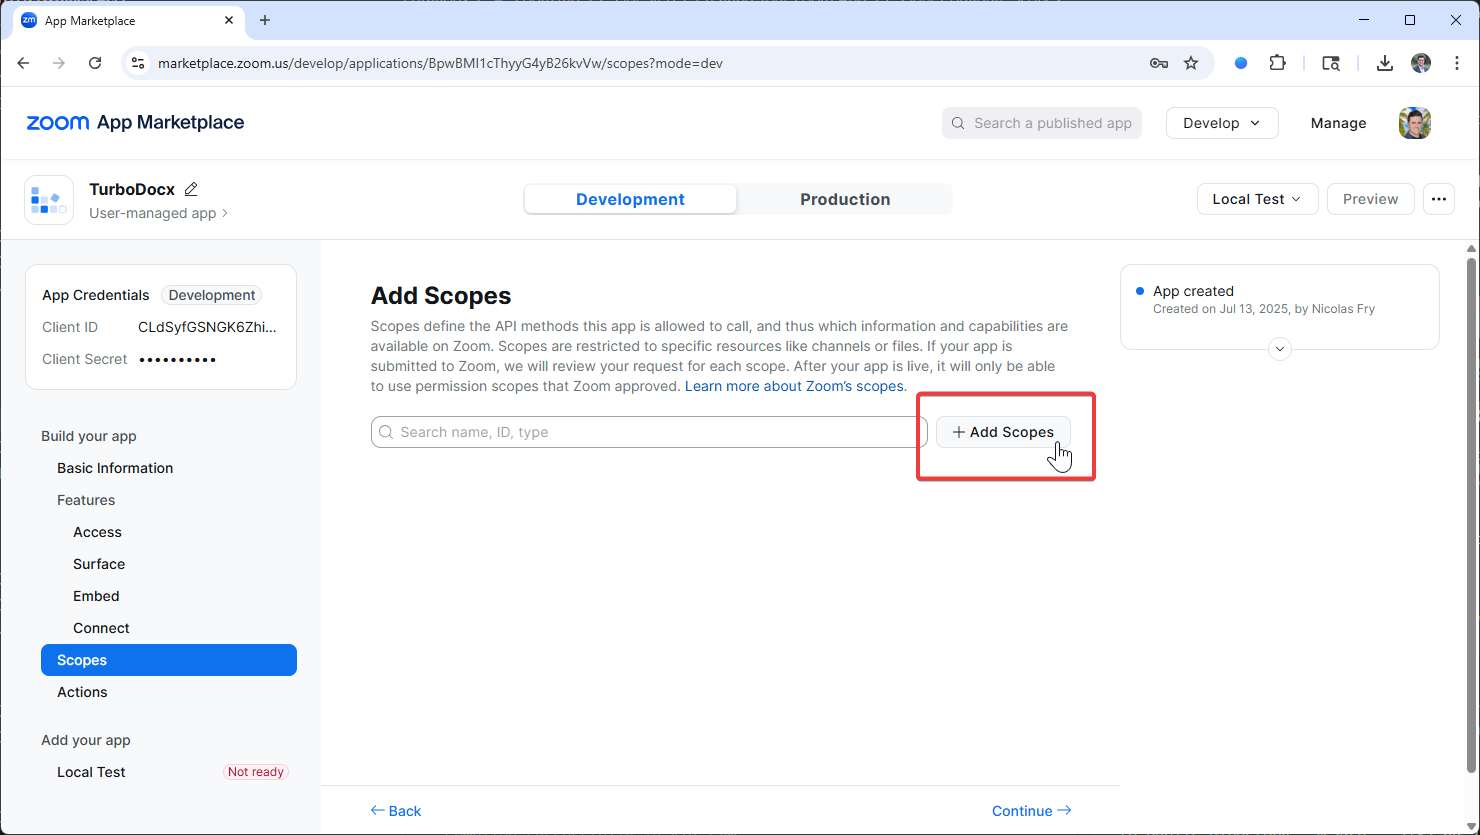 zm App Marketplace
marketplace.zoom.us/develop/applications/BpwBMI1cThyyG4yB26kvVw/scopes?mode=dev
zoom App Marketplace
Search a published app
Develop
Manage
TurboDocx
User-managed app
Development
Production
Local Test
Preview
App Credentials Development
Client ID CLdSyfGSNGK6Zhi...
Client Secret ••••••••••
Build your app
Basic Information
Features
Access
Surface
Embed
Connect
Scopes
Actions
Add your app
Local Test Not ready
Add Scopes
Scopes define the API methods this app is allowed to call, and thus which information and capabilities are
available on Zoom. Scopes are restricted to specific resources like channels or files. If your app is
submitted to Zoom, we will review your request for each scope. After your app is live, it will only be able
to use permission scopes that Zoom approved. Learn more about Zoom's scopes.
Search name, ID, type
+ Add Scopes
App created
Created on Jul 13, 2025, by Nicolas Fry
Back
Continue